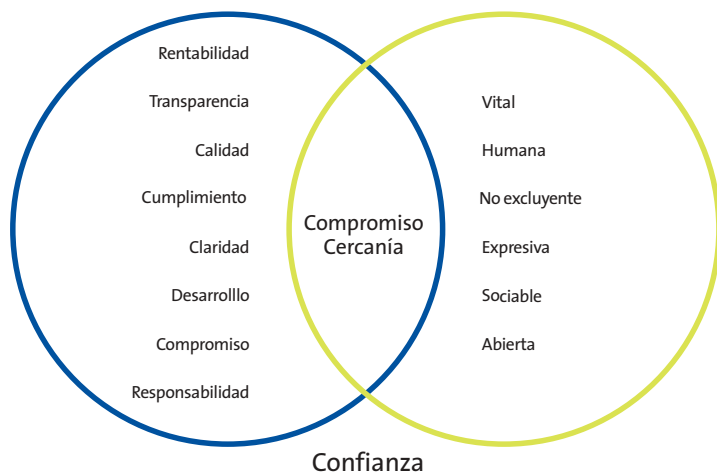 Rentabilidad
Transparencia
Calidad
Cumplimiento
Claridad
Desarrolllo
Compromiso
Responsabilidad
Compromiso
Cercanía
Vital
Humana
No excluyente
Expresiva
Sociable
Abierta
Confianza